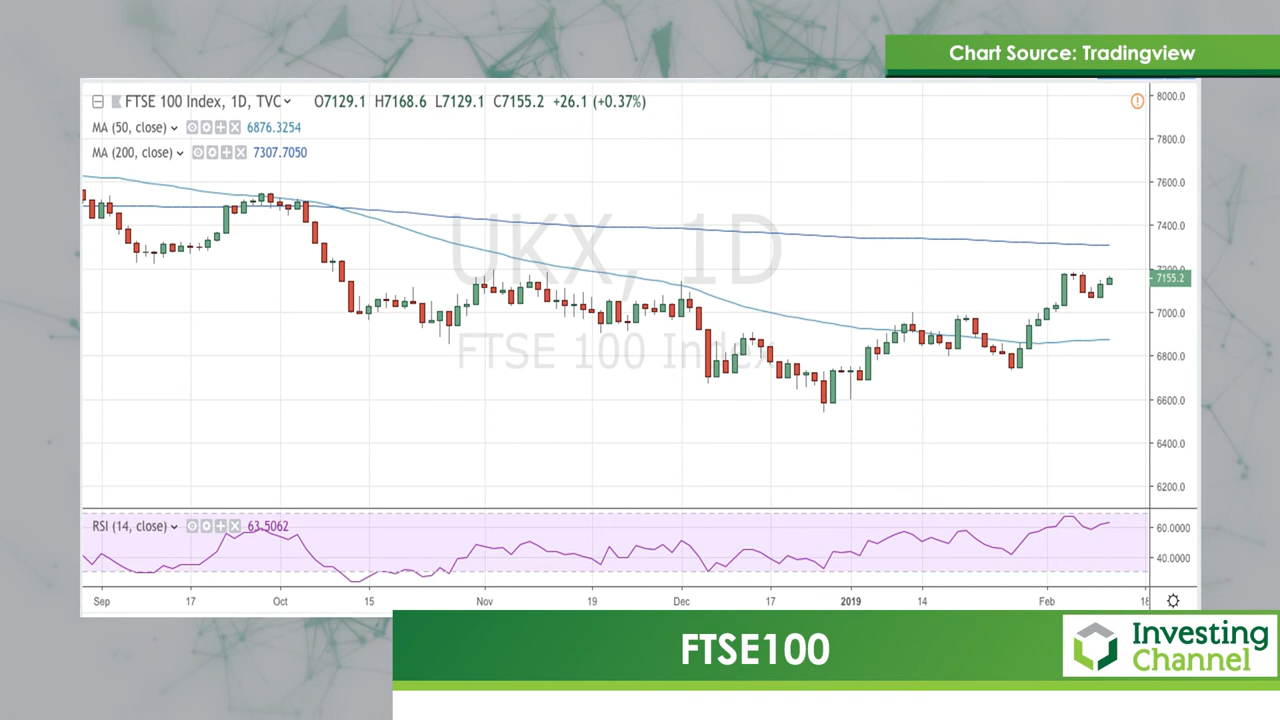 Chart Source: Tradingview
FTSE 100 Index, 1D, TVC O7129.1 H7168.6 L7129.1 C7155.2 +26.1 (+0.37%)
MA (50, close) 6876.3254
MA (200, close) 7307.7050
UKX, 1D
FTSE 100 Index
8000.0
7800.0
7600.0
7400.0
7200.0
7155.2
7000.0
6800.0
6600.0
6400.0
6200.0
RSI (14, close) 63.5062
60.0000
40.0000
Sep 17 Oct 15 Nov 19 Dec 17 2019 14 Feb 18
FTSE100
Investing
Channel